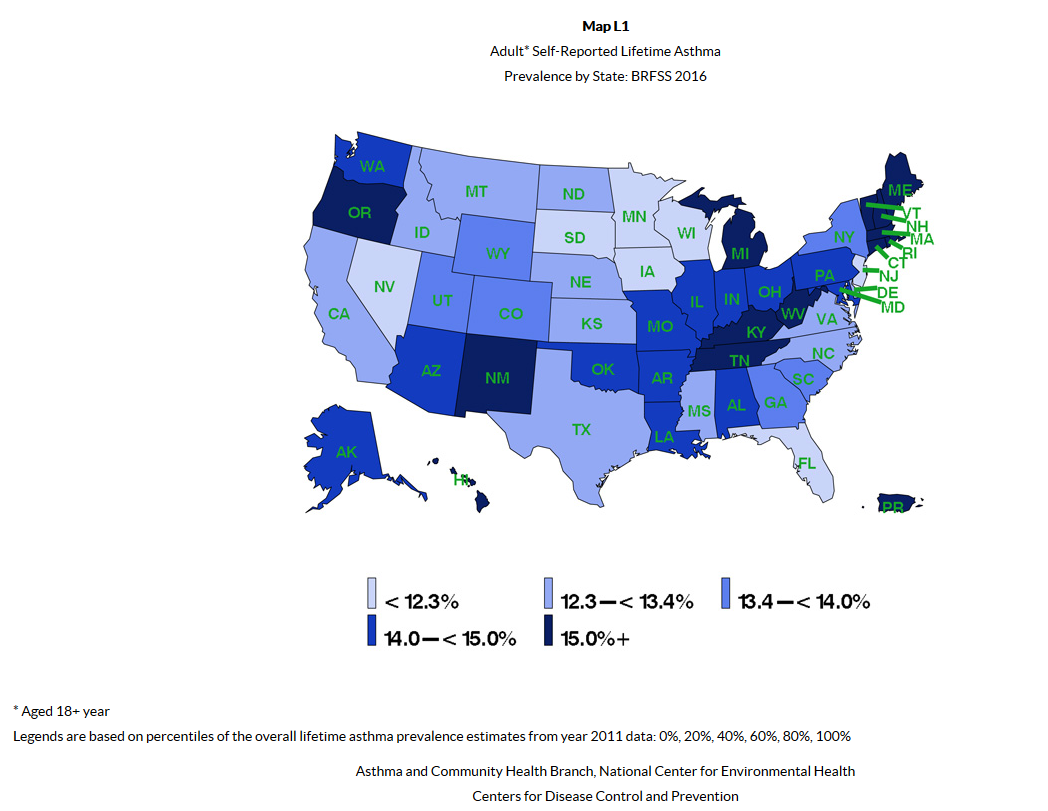 Map L1
Adult* Self-Reported Lifetime Asthma
Prevalence by State: BRFSS 2016
WA
ME
MT
ND
VT
OR
MN
NH
ID
WI
NY
MA
SD
RI
WY
MI
CT
IA
PA
NJ
NV
NE
OH
DE
UT
IL
IN
MD
CA
CO
WV
VA
KS
MO
KY
NC
TN
AZ
NM
OK
AR
SC
MS
AL
GA
TX
LA
AK
FL
HI
PR
< 12.3%
12.3—< 13.4%
13.4—< 14.0%
14.0—< 15.0%
15.0%+
* Aged 18+ year
Legends are based on percentiles of the overall lifetime asthma prevalence estimates from year 2011 data: 0%, 20%, 40%, 60%, 80%, 100%
Asthma and Community Health Branch, National Center for Environmental Health
Centers for Disease Control and Prevention